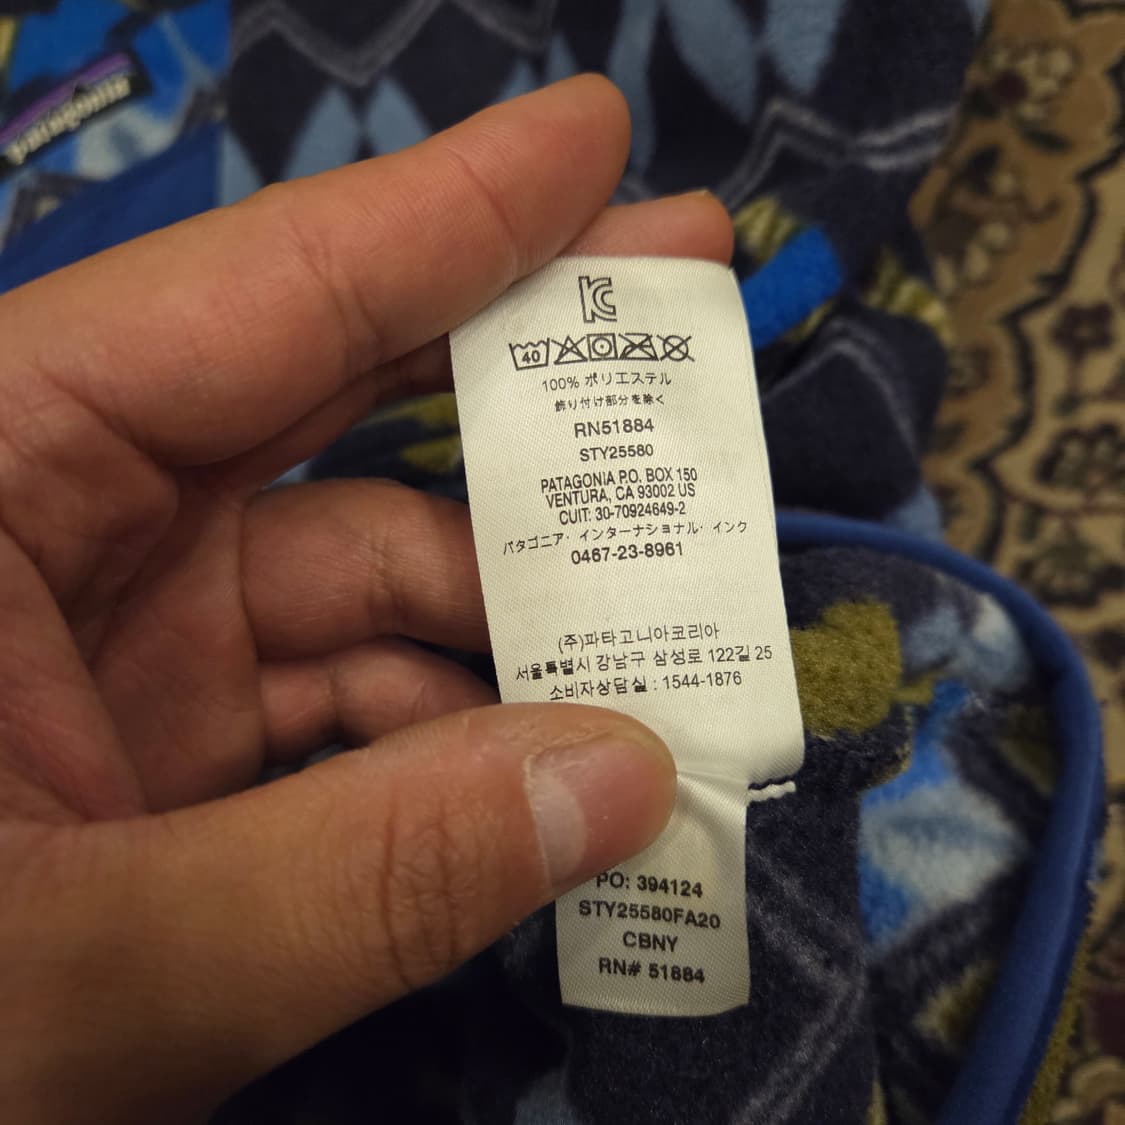 patagonia
40
100% ポリエステル
飾り付け部分を除く
RN51884
STY25580
PATAGONIA P.O. BOX 150
VENTURA, CA 93002 US
CUIT: 30-70924649-2
パタゴニア・インターナショナル・インク
0467-23-8961
(주)파타고니아코리아
서울특별시 강남구 삼성로 122길 25
소비자상담실 : 1544-1876
PO: 394124
STY25580FA20
CBNY
RN# 51884